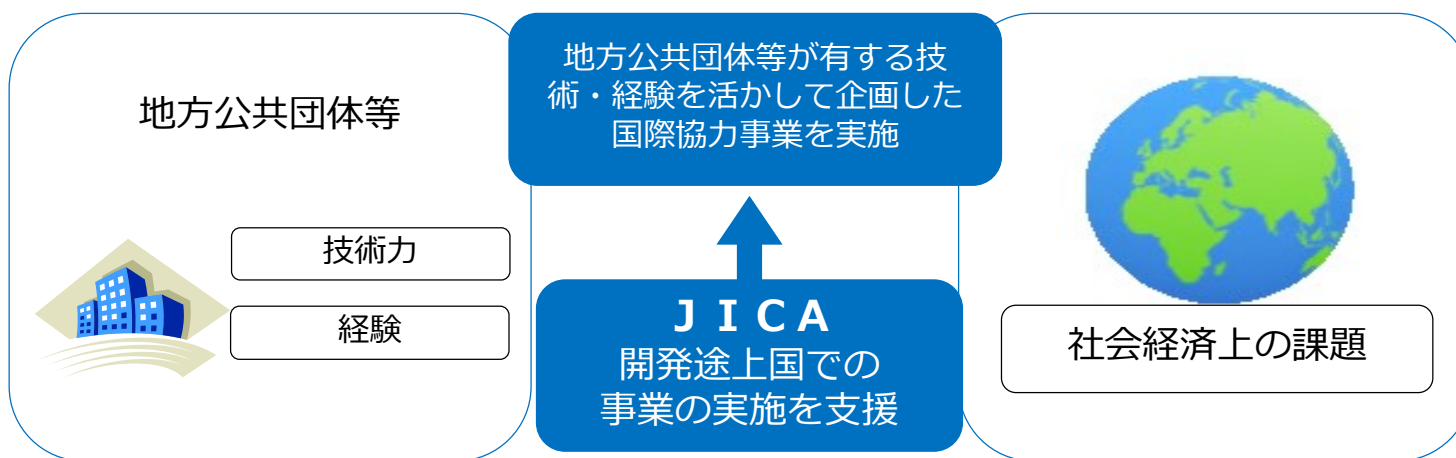 地方公共団体等
技術力
経験
地方公共団体等が有する技
術・経験を活かして企画した
国際協力事業を実施
ＪＩＣＡ
開発途上国での
事業の実施を支援
社会経済上の課題